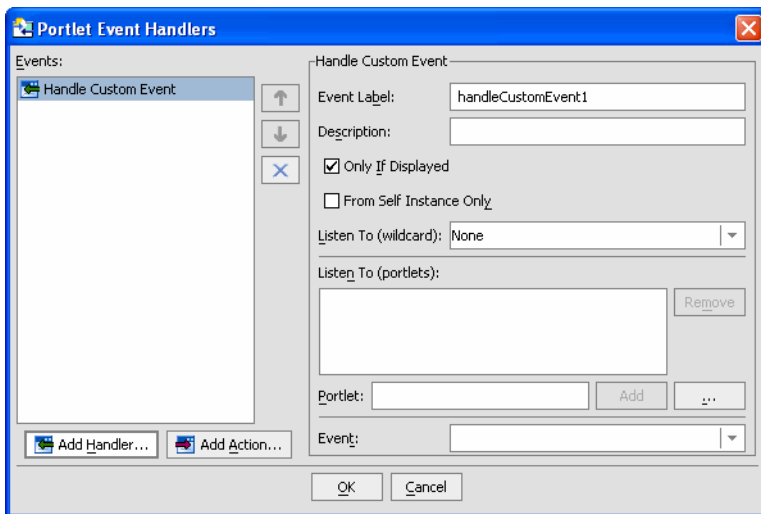 Portlet Event Handlers
Events:
Handle Custom Event
Add Handler...
Add Action...
Handle Custom Event
Event Label: handleCustomEvent1
Description:
Only If Displayed
From Self Instance Only
Listen To (wildcard): None
Listen To (portlets):
Remove
Portlet: Add ...
Event:
OK Cancel